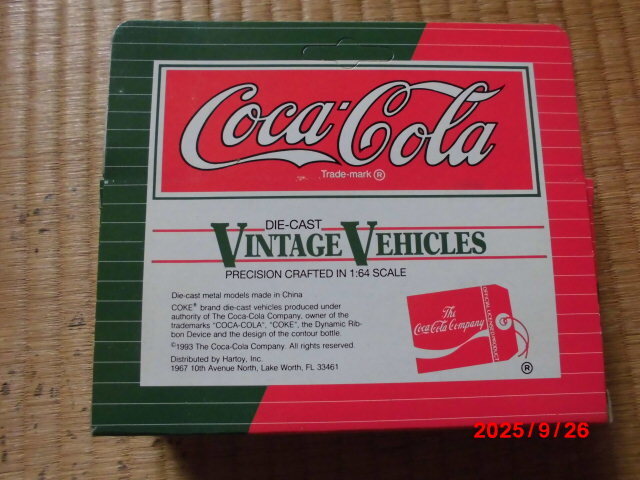 Coca-Cola
Trade-mark ®
DIE-CAST
VINTAGE VEHICLES
PRECISION CRAFTED IN 1:64 SCALE
Die-cast metal models made in China
COKE® brand die-cast vehicles produced under
authority of The Coca-Cola Company, owner of the
trademarks "COCA-COLA", "COKE", the Dynamic Rib-
bon Device and the design of the contour bottle.
©1993 The Coca-Cola Company. All rights reserved.
Distributed by Hartoy, Inc.
1967 10th Avenue North, Lake Worth, FL 33461
The
Coca-Cola Company
OFFICIAL LICENSED PRODUCT
®
2025/9/26